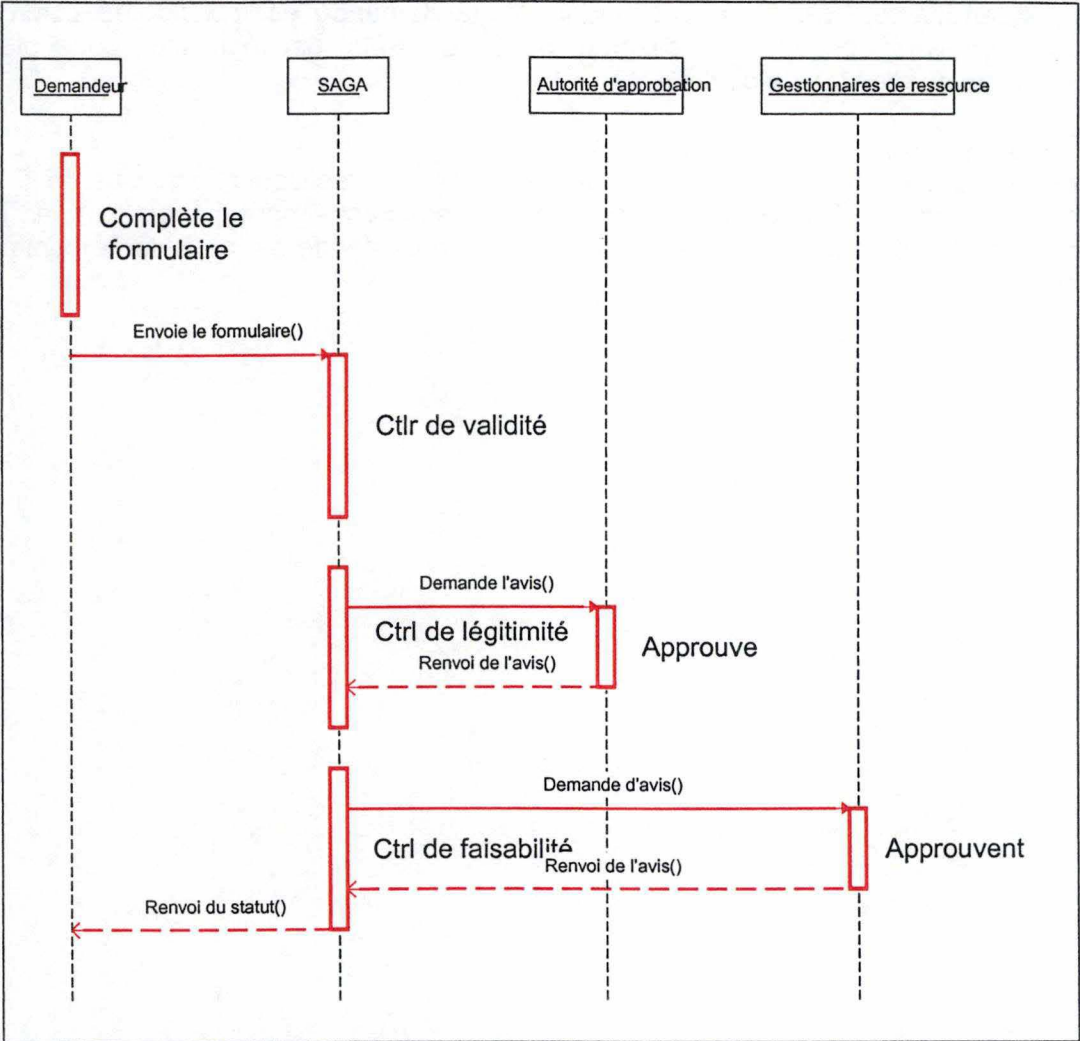 Demandeur
SAGA
Autorité d'approbation
Gestionnaires de ressource
Complète le
formulaire
Envoie le formulaire()
Ctlr de validité
Demande l'avis()
Ctrl de légitimité
Approuve
Renvoi de l'avis()
Demande d'avis()
Ctrl de faisabilité
Approuvent
Renvoi de l'avis()
Renvoi du statut()